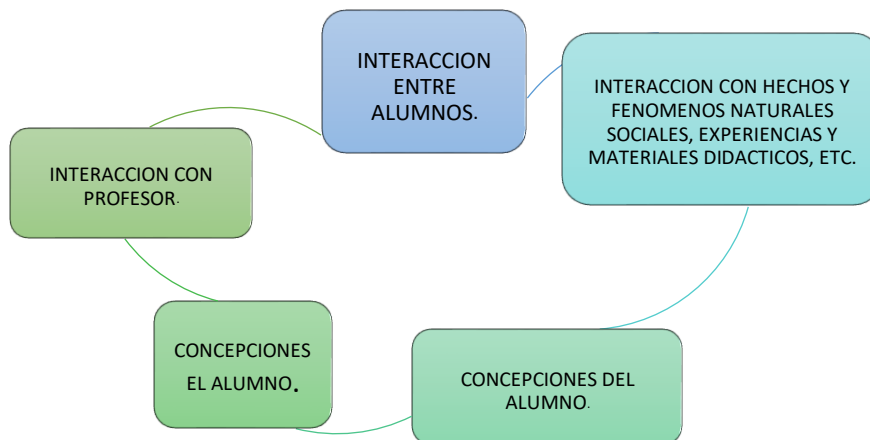 INTERACCION
ENTRE
ALUMNOS.
INTERACCION CON HECHOS Y
FENOMENOS NATURALES
SOCIALES, EXPERIENCIAS Y
MATERIALES DIDACTICOS, ETC.
INTERACCION CON
PROFESOR.
CONCEPCIONES
EL ALUMNO.
CONCEPCIONES DEL
ALUMNO.